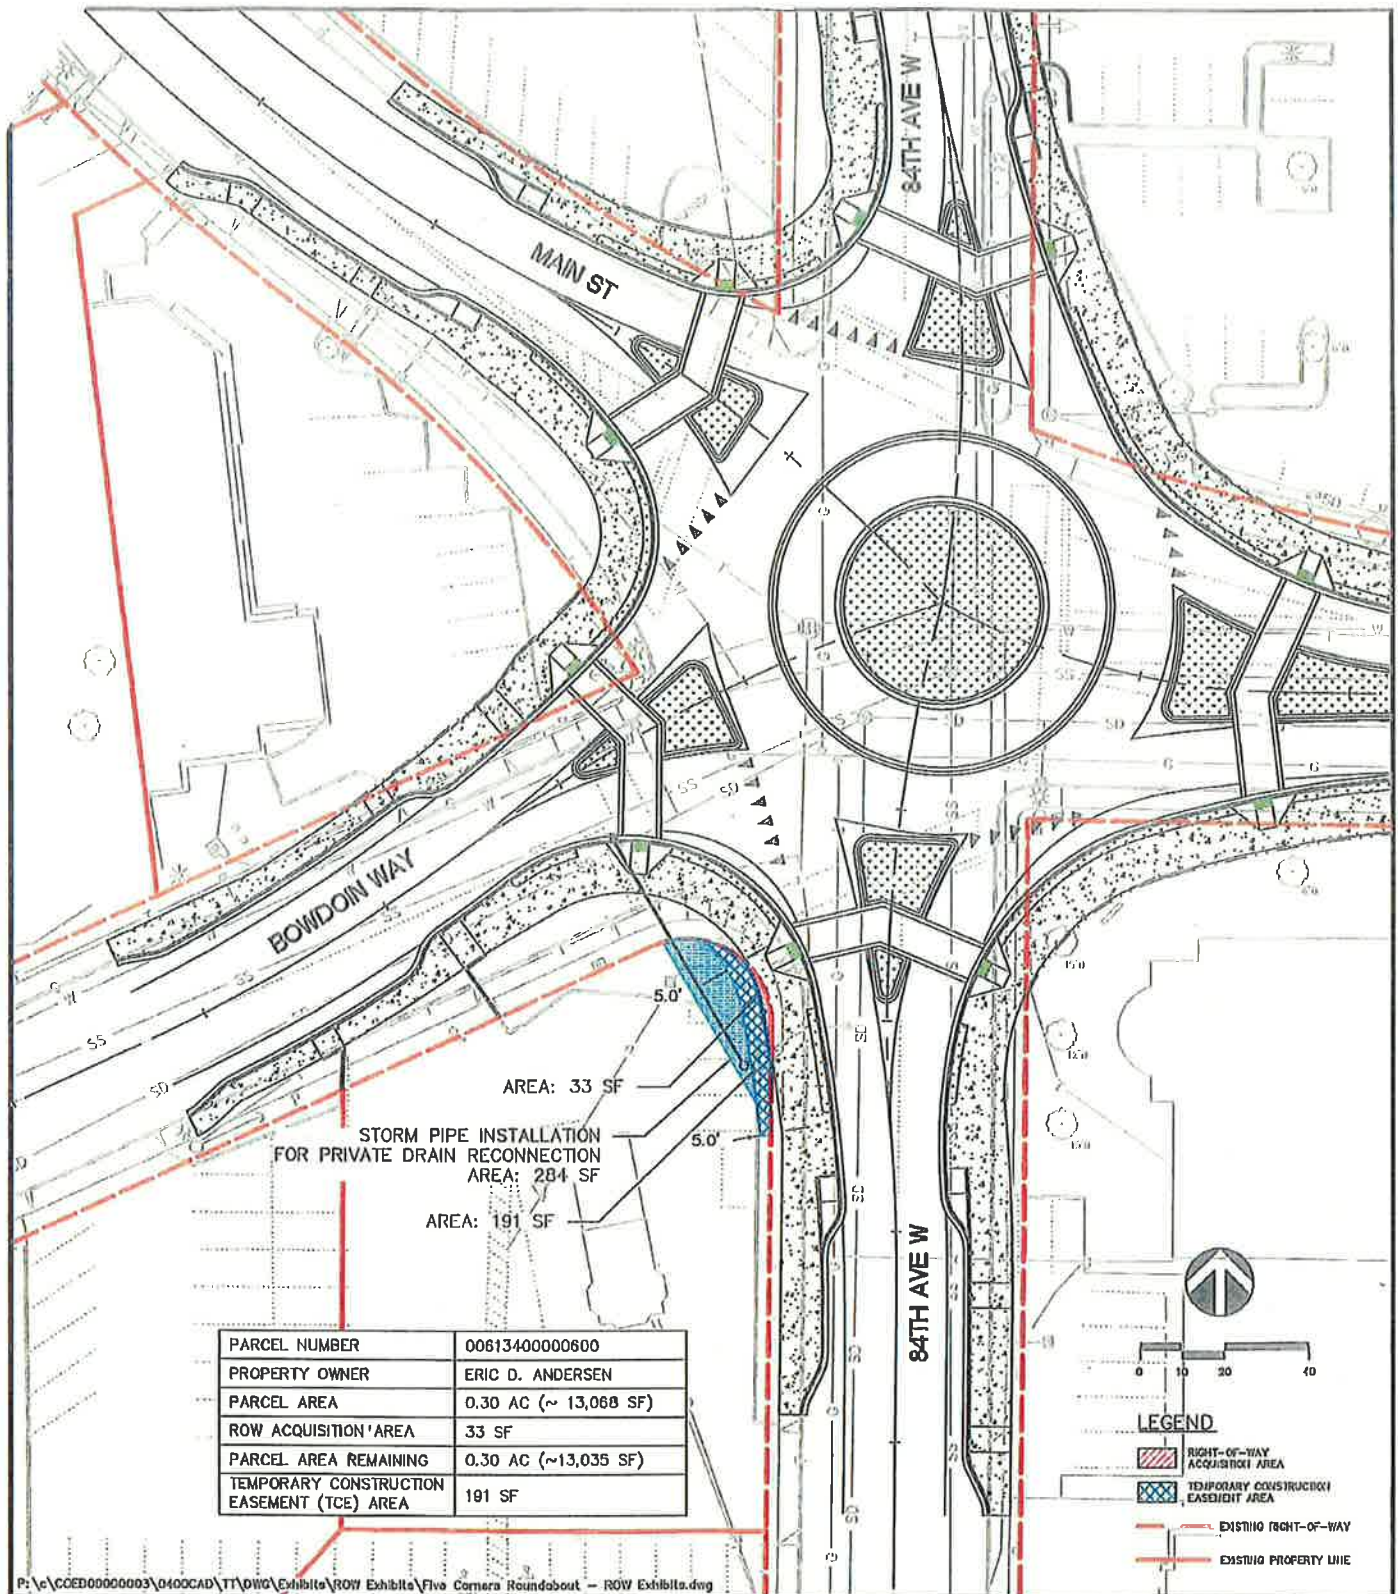 84TH AVE W
MAIN ST
BOWDOIN WAY
5.0'
AREA: 33 SF
STORM PIPE INSTALLATION
FOR PRIVATE DRAIN RECONNECTION
AREA: 284 SF
5.0'
AREA: 191 SF
84TH AVE W
PARCEL NUMBER 00613400000600
PROPERTY OWNER ERIC D. ANDERSEN
PARCEL AREA 0.30 AC (~ 13,068 SF)
ROW ACQUISITION AREA 33 SF
PARCEL AREA REMAINING 0.30 AC (~13,035 SF)
TEMPORARY CONSTRUCTION
EASEMENT (TCE) AREA 191 SF
0 10 20 40
LEGEND
RIGHT-OF-WAY
ACQUISITION AREA
TEMPORARY CONSTRUCTION
EASEMENT AREA
EXISTING RIGHT-OF-WAY
EXISTING PROPERTY LINE
P:\c\COED00000003\0400CAD\TT\DWG\Exhibits\ROW Exhibits\Five Corners Roundabout - ROW Exhibits.dwg